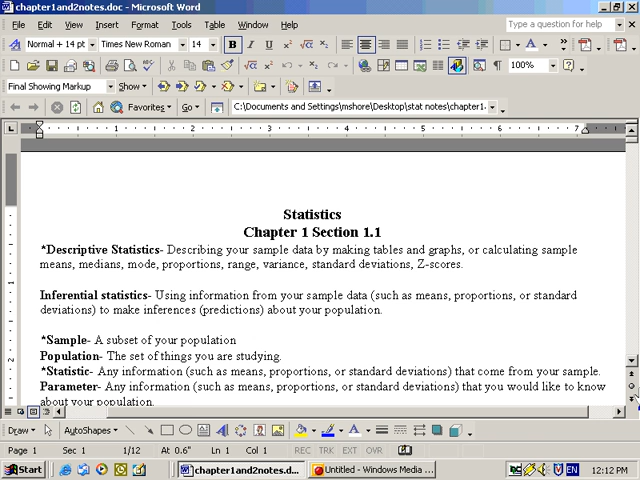 chapter1and2notes.doc - Microsoft Word
File Edit View Insert Format Tools Table Window Help Type a question for help
Normal + 14 pt Times New Roman 14 B I U
100%
Final Showing Markup Show
Favorites Go C:\Documents and Settings\mshore\Desktop\stat notes\chapter1.
1 2 3 4 5 6 7
Statistics
Chapter 1 Section 1.1
*Descriptive Statistics- Describing your sample data by making tables and graphs, or calculating sample
means, medians, mode, proportions, range, variance, standard deviations, Z-scores.
Inferential statistics- Using information from your sample data (such as means, proportions, or standard
deviations) to make inferences (predictions) about your population.
*Sample- A subset of your population
Population- The set of things you are studying.
*Statistic- Any information (such as means, proportions, or standard deviations) that come from your sample.
Parameter- Any information (such as means, proportions, or standard deviations) that you would like to know
about your population.
Draw AutoShapes
Page 1 Sec 1 1/12 At 0.6" Ln 1 Col 1 REC TRK EXT OVR
Start chapter1and2notes.d... Untitled - Windows Media ... EN 12:12 PM